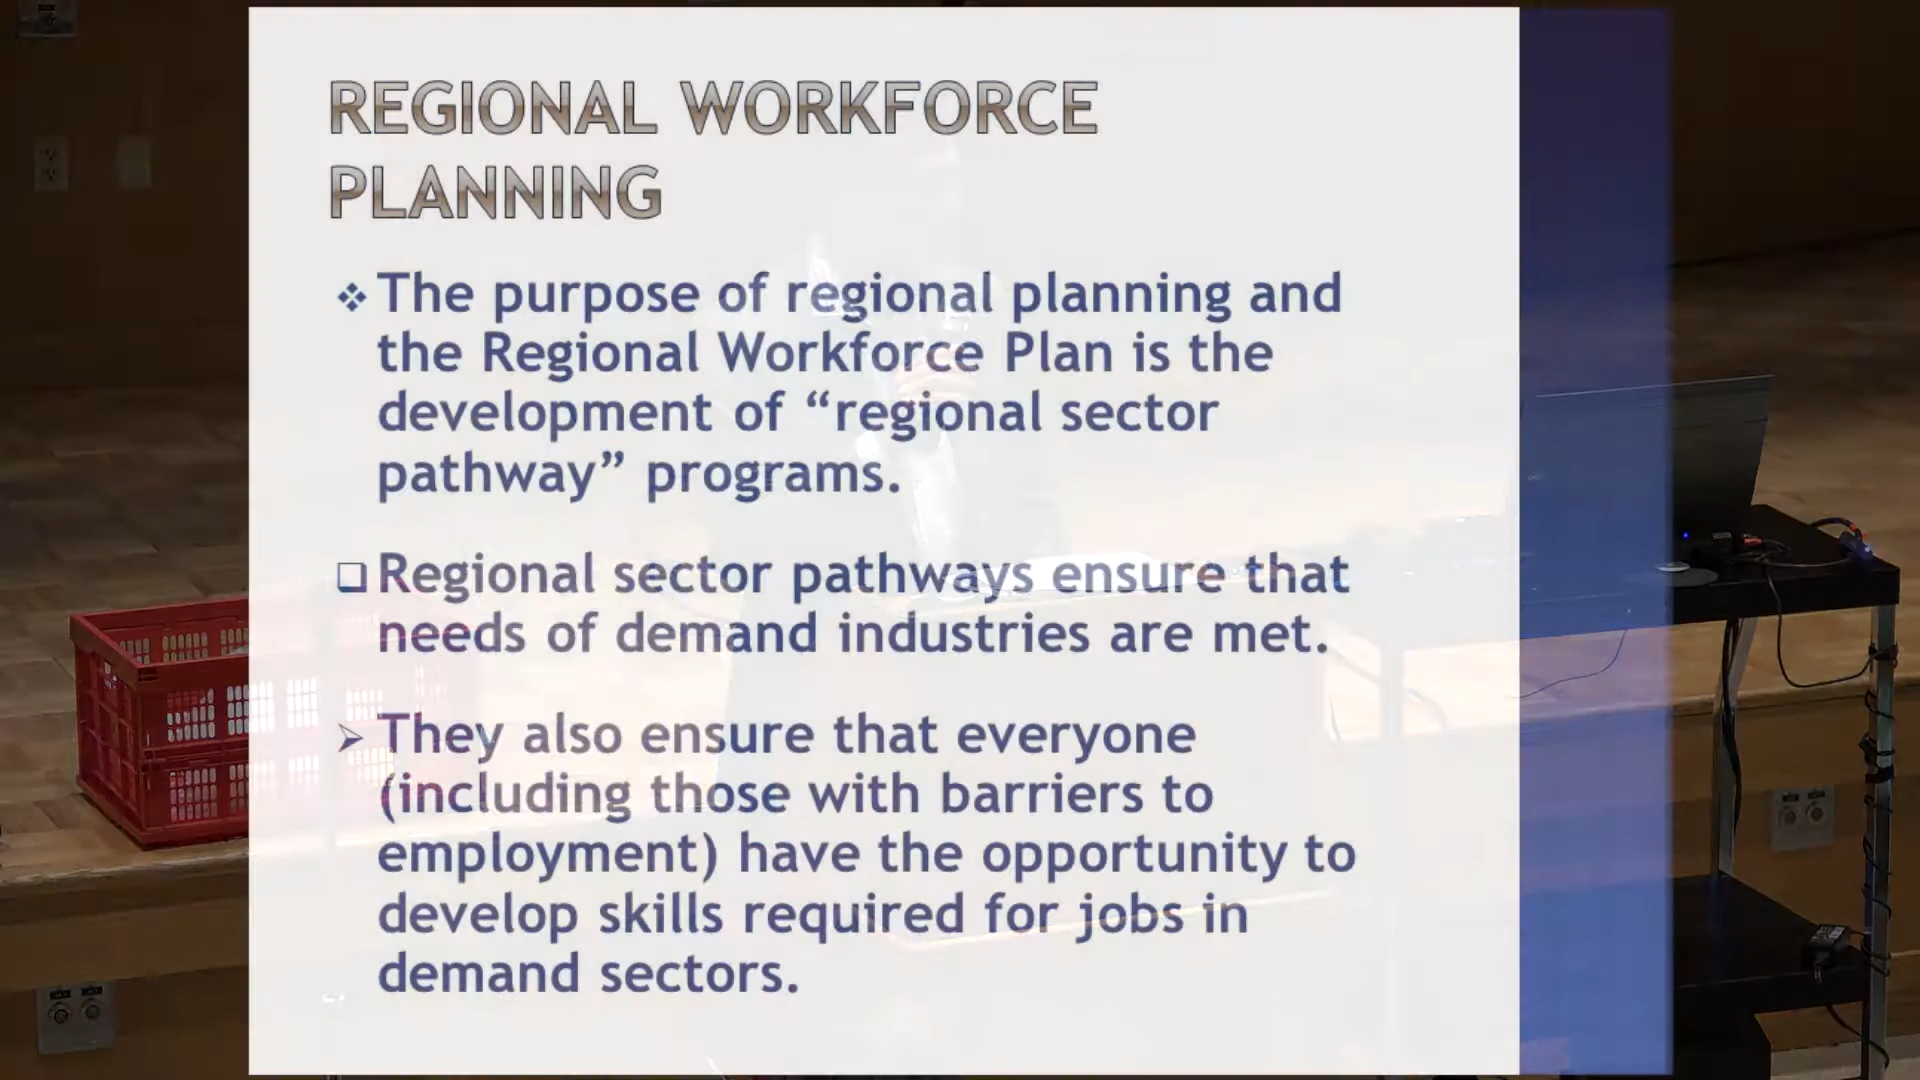 REGIONAL WORKFORCE
PLANNING
❖ The purpose of regional planning and
the Regional Workforce Plan is the
development of “regional sector
pathway” programs.
❑ Regional sector pathways ensure that
needs of demand industries are met.
➢ They also ensure that everyone
(including those with barriers to
employment) have the opportunity to
develop skills required for jobs in
demand sectors.